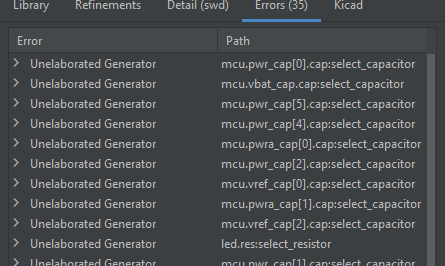 Library Refinements Detail (swd) Errors (35) Kicad
Error Path
Unelaborated Generator mcu.pwr_cap[0].cap:select_capacitor
Unelaborated Generator mcu.vbat_cap.cap:select_capacitor
Unelaborated Generator mcu.pwr_cap[5].cap:select_capacitor
Unelaborated Generator mcu.pwr_cap[4].cap:select_capacitor
Unelaborated Generator mcu.pwra_cap[0].cap:select_capacitor
Unelaborated Generator mcu.pwr_cap[2].cap:select_capacitor
Unelaborated Generator mcu.vref_cap[0].cap:select_capacitor
Unelaborated Generator mcu.pwra_cap[1].cap:select_capacitor
Unelaborated Generator mcu.vref_cap[2].cap:select_capacitor
Unelaborated Generator led.res:select_resistor
Unelaborated Generator mcu.pwr_cap[1].cap:select_capacitor